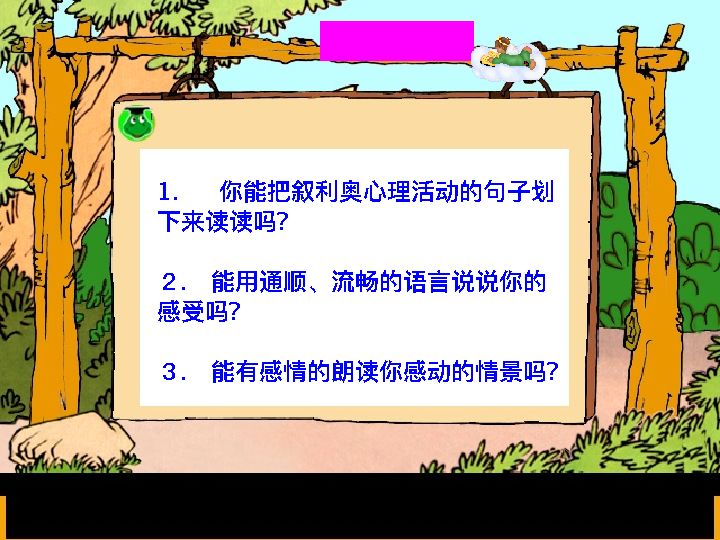 1.　你能把叙利奥心理活动的句子划
下来读读吗?
２. 能用通顺、流畅的语言说说你的
感受吗?
３. 能有感情的朗读你感动的情景吗?